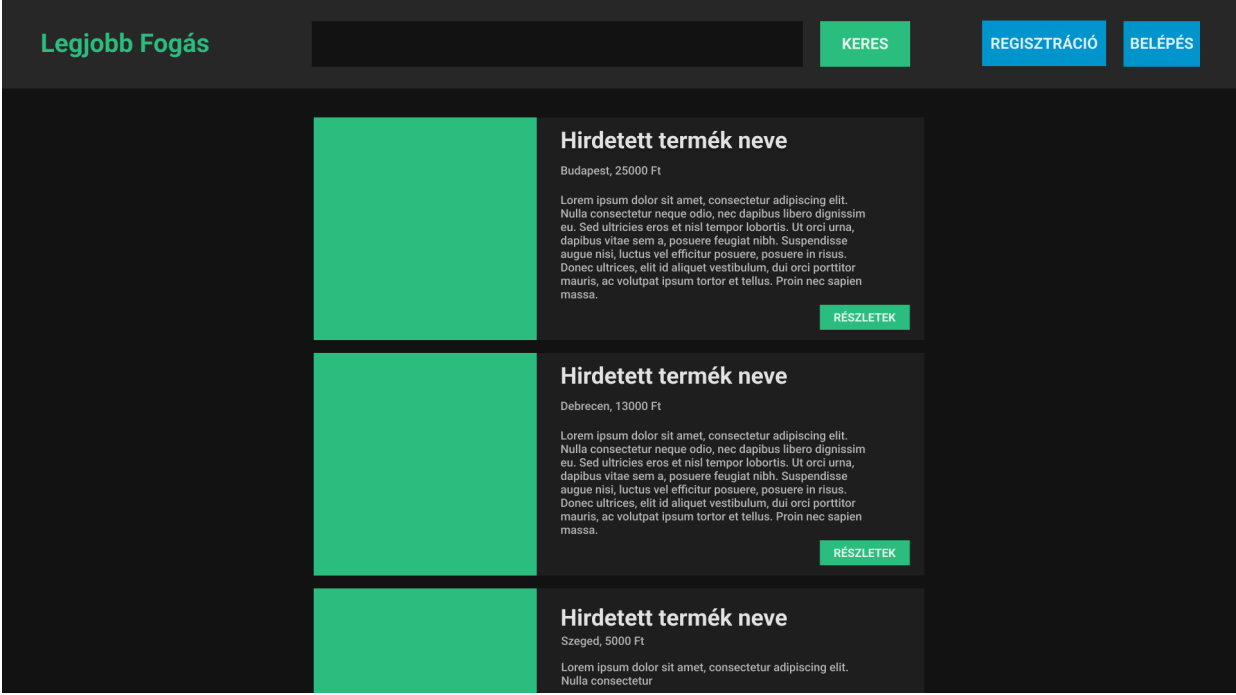 Legjobb Fogás
KERES
REGISZTRÁCIÓ
BELÉPÉS
Hirdetett termék neve
Budapest, 25000 Ft
Lorem ipsum dolor sit amet, consectetur adipiscing elit.
Nulla consectetur neque odio, nec dapibus libero dignissim
eu. Sed ultricies eros et nisl tempor lobortis. Ut orci urna,
dapibus vitae sem a, posuere feugiat nibh. Suspendisse
augue nisi, luctus vel efficitur posuere, posuere in risus.
Donec ultrices, elit id aliquet vestibulum, dui orci porttitor
mauris, ac volutpat ipsum tortor et tellus. Proin nec sapien
massa.
RÉSZLETEK
Hirdetett termék neve
Debrecen, 13000 Ft
Lorem ipsum dolor sit amet, consectetur adipiscing elit.
Nulla consectetur neque odio, nec dapibus libero dignissim
eu. Sed ultricies eros et nisl tempor lobortis. Ut orci urna,
dapibus vitae sem a, posuere feugiat nibh. Suspendisse
augue nisi, luctus vel efficitur posuere, posuere in risus.
Donec ultrices, elit id aliquet vestibulum, dui orci porttitor
mauris, ac volutpat ipsum tortor et tellus. Proin nec sapien
massa.
RÉSZLETEK
Hirdetett termék neve
Szeged, 5000 Ft
Lorem ipsum dolor sit amet, consectetur adipiscing elit.
Nulla consectetur